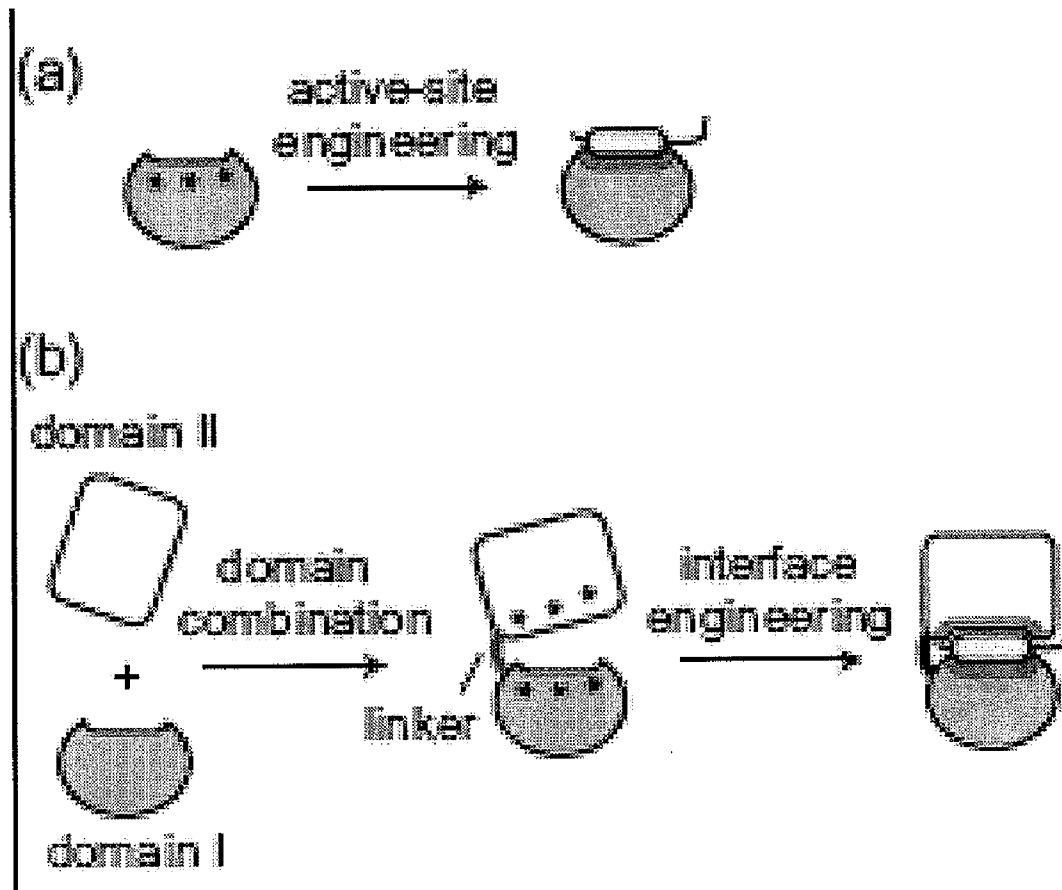 (a)
active-site
engineering
(b)
domain II
domain
combination
interface
engineering
+
linker
domain I